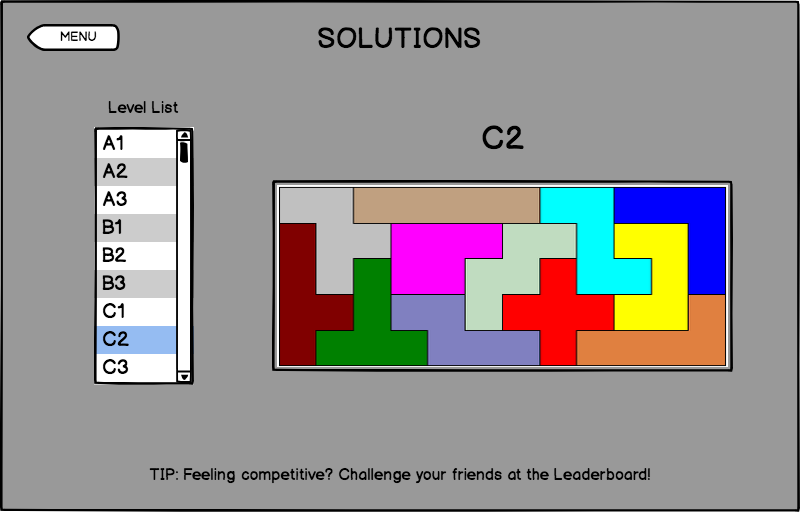 MENU
SOLUTIONS
Level List
C2
A1
A2
A3
B1
B2
B3
C1
C2
C3
TIP: Feeling competitive? Challenge your friends at the Leaderboard!